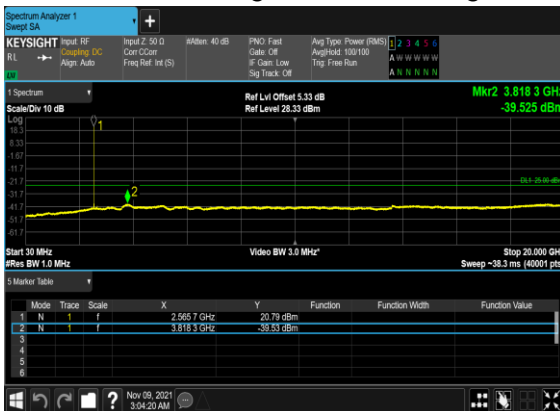 Spectrum Analyzer 1
Swept SA
+
KEYSIGHT Input: RF Input Z: 50 Ω #Atten: 40 dB PNO: Fast Avg Type: Power (RMS) 1 2 3 4 5 6
RL Coupling: DC Corr CCorr Gate: Off Avg|Hold: 100/100 A W W W W W
Align: Auto Freq Ref: Int (S) IF Gain: Low Trig: Free Run
Sig Track: Off A N N N N N
LV
1 Spectrum Ref Lvl Offset 5.33 dB Mkr2 3.818 3 GHz
Scale/Div 10 dB Ref Level 28.33 dBm -39.525 dBm
Log
18.3
8.33
-1.67
-11.7
-21.7
-31.7
-41.7
-51.7
-61.7
1
2
DL1 -25.00 dBm
Start 30 MHz Video BW 3.0 MHz* Stop 20.000 GHz
#Res BW 1.0 MHz Sweep ~38.3 ms (40001 pts)
5 Marker Table
Mode Trace Scale X Y Function Function Width Function Value
1 N 1 f 2.565 7 GHz 20.79 dBm
2 N 1 f 3.818 3 GHz -39.53 dBm
3
4
5
6
? Nov 09, 2021
3:04:20 AM